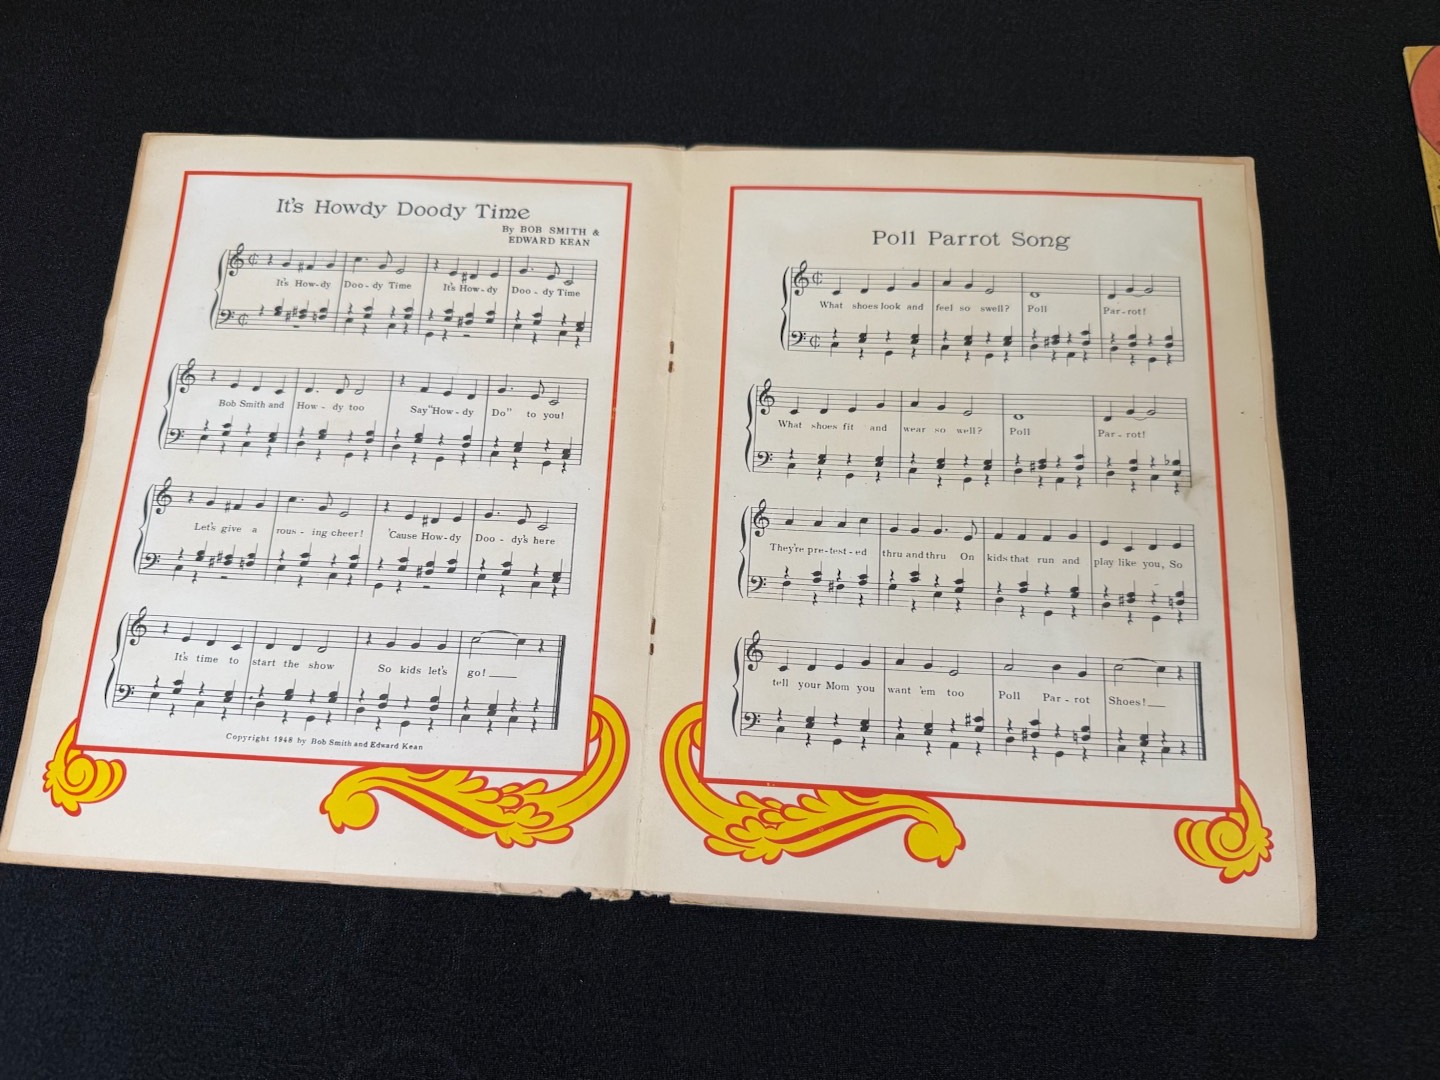 It's Howdy Doody Time
By BOB SMITH &
EDWARD KEAN
It's How-dy Doo - dy Time It's How-dy Doo - dy Time
Bob Smith and How - dy too Say "How - dy Do" to you!
Let's give a rous - ing cheer! 'Cause How-dy Doo - dy's here
It's time to start the show So kids let's go!
Copyright 1948 by Bob Smith and Edward Kean
Poll Parrot Song
What shoes look and feel so swell? Poll Par - rot!
What shoes fit and wear so well? Poll Par - rot!
They're pre-test-ed thru and thru On kids that run and play like you, So
tell your Mom you want 'em too Poll Par - rot Shoes!